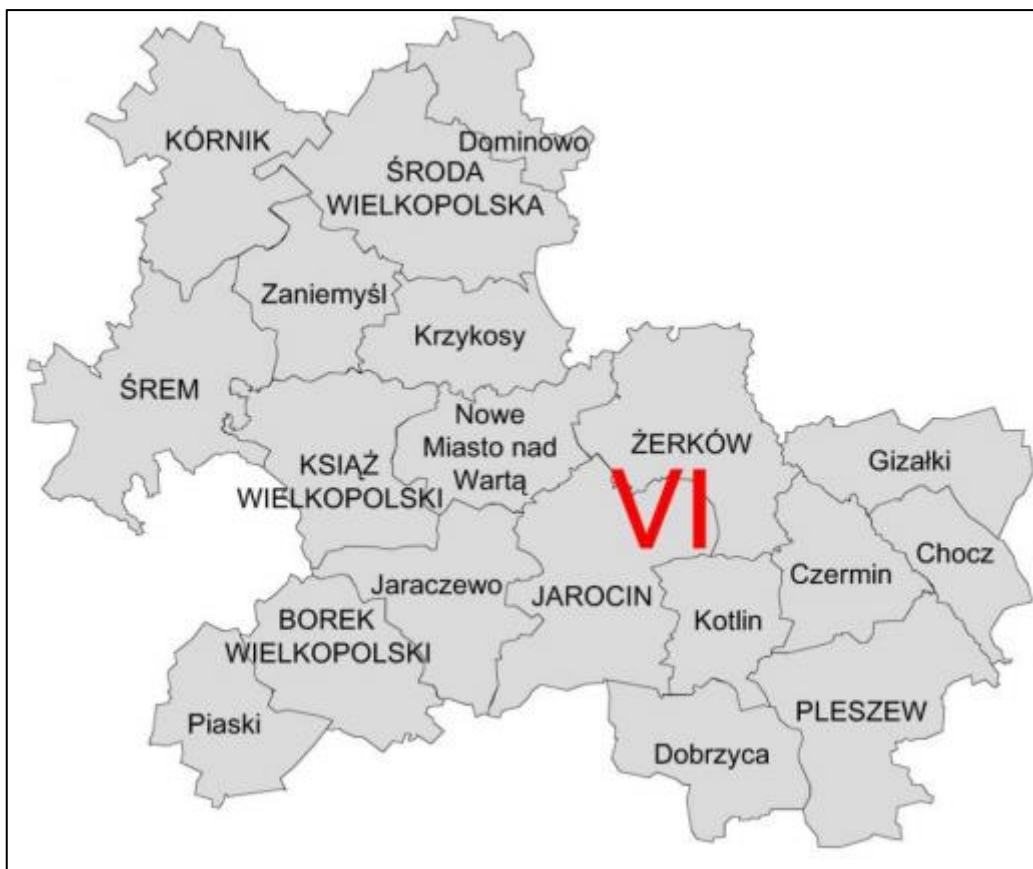 KÓRNIK
Dominowo
ŚRODA
WIELKOPOLSKA
Zaniemyśl
Krzykosy
ŚREM
Nowe
Miasto nad
Wartą
ŻERKÓW
Gizałki
KSIĄŻ
WIELKOPOLSKI
VI
Chocz
Czermin
Jaraczewo
JAROCIN
Kotlin
BOREK
WIELKOPOLSKI
Piaski
PLESZEW
Dobrzyca